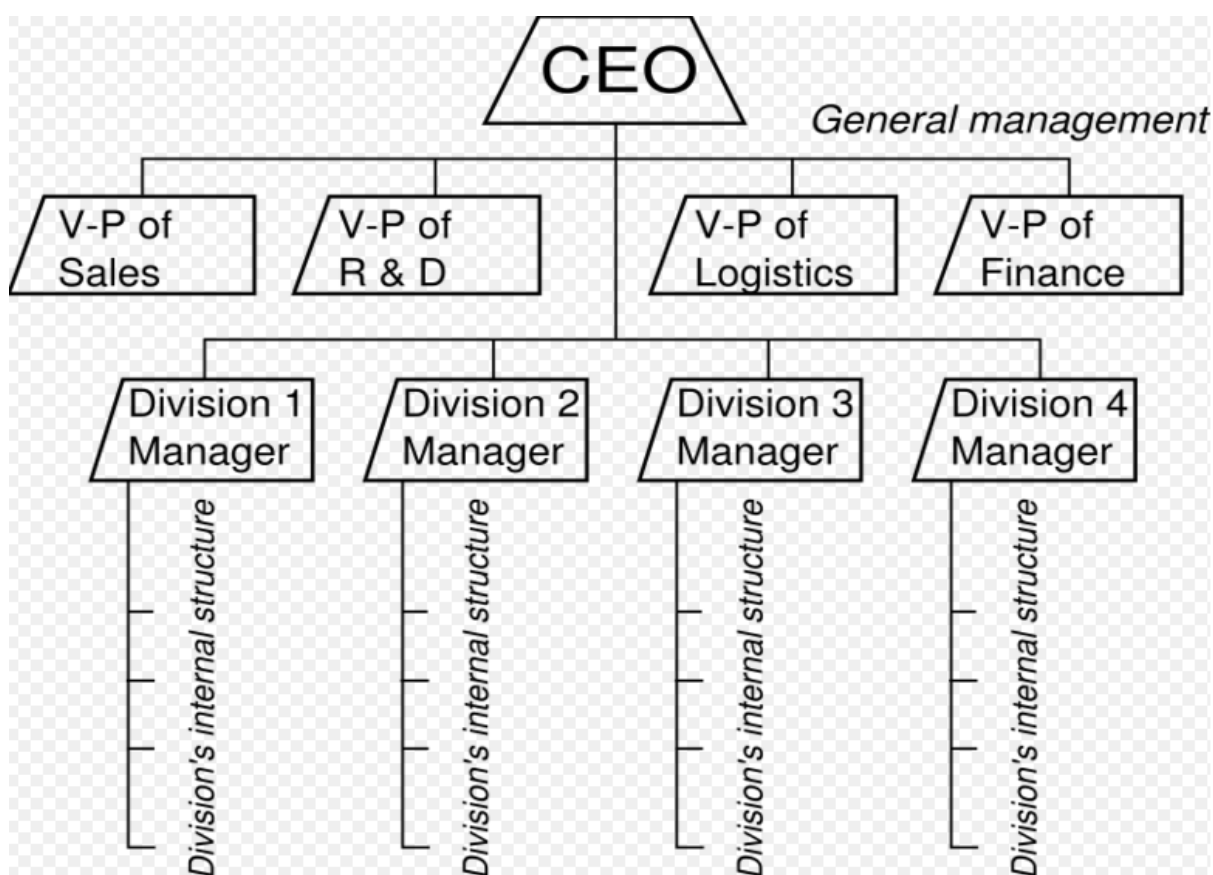 CEO
General management
V-P of
Sales
V-P of
R & D
V-P of
Logistics
V-P of
Finance
Division 1
Manager
Division 2
Manager
Division 3
Manager
Division 4
Manager
Division's internal structure
Division's internal structure
Division's internal structure
Division's internal structure